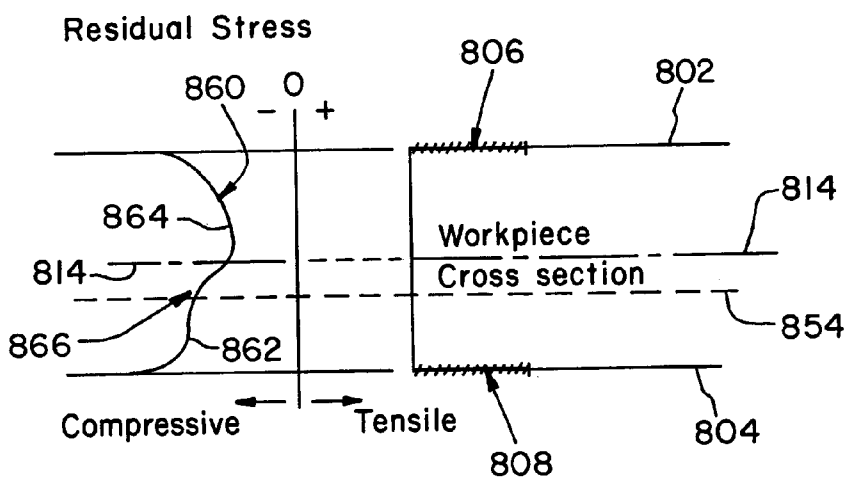 Residual Stress
806
802
860
0
- +
864
814
Workpiece
814
Cross section
866
862
854
Compressive
Tensile
808
804